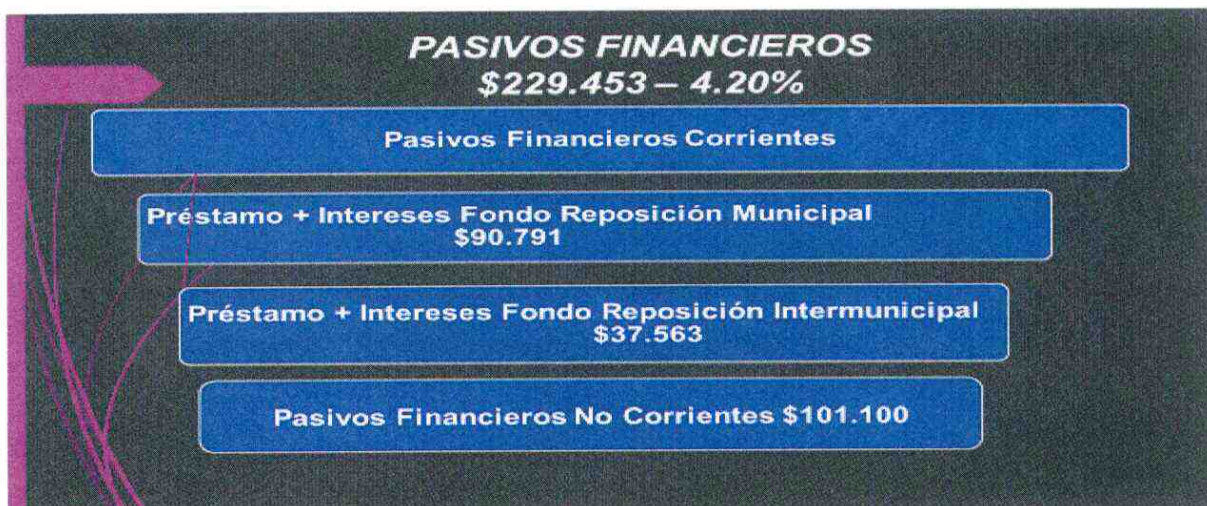 PASIVOS FINANCIEROS
$229.453 – 4.20%
Pasivos Financieros Corrientes
Préstamo + Intereses Fondo Reposición Municipal
$90.791
Préstamo + Intereses Fondo Reposición Intermunicipal
$37.563
Pasivos Financieros No Corrientes $101.100